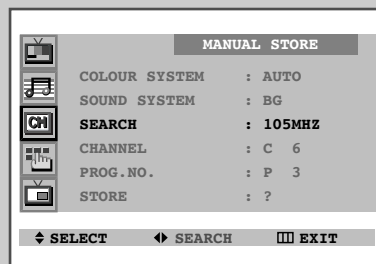 MANUAL STORE
COLOUR SYSTEM : AUTO
SOUND SYSTEM : BG
CH SEARCH : 105MHZ
CHANNEL : C 6
PROG.NO. : P 3
STORE : ?
SELECT SEARCH EXIT